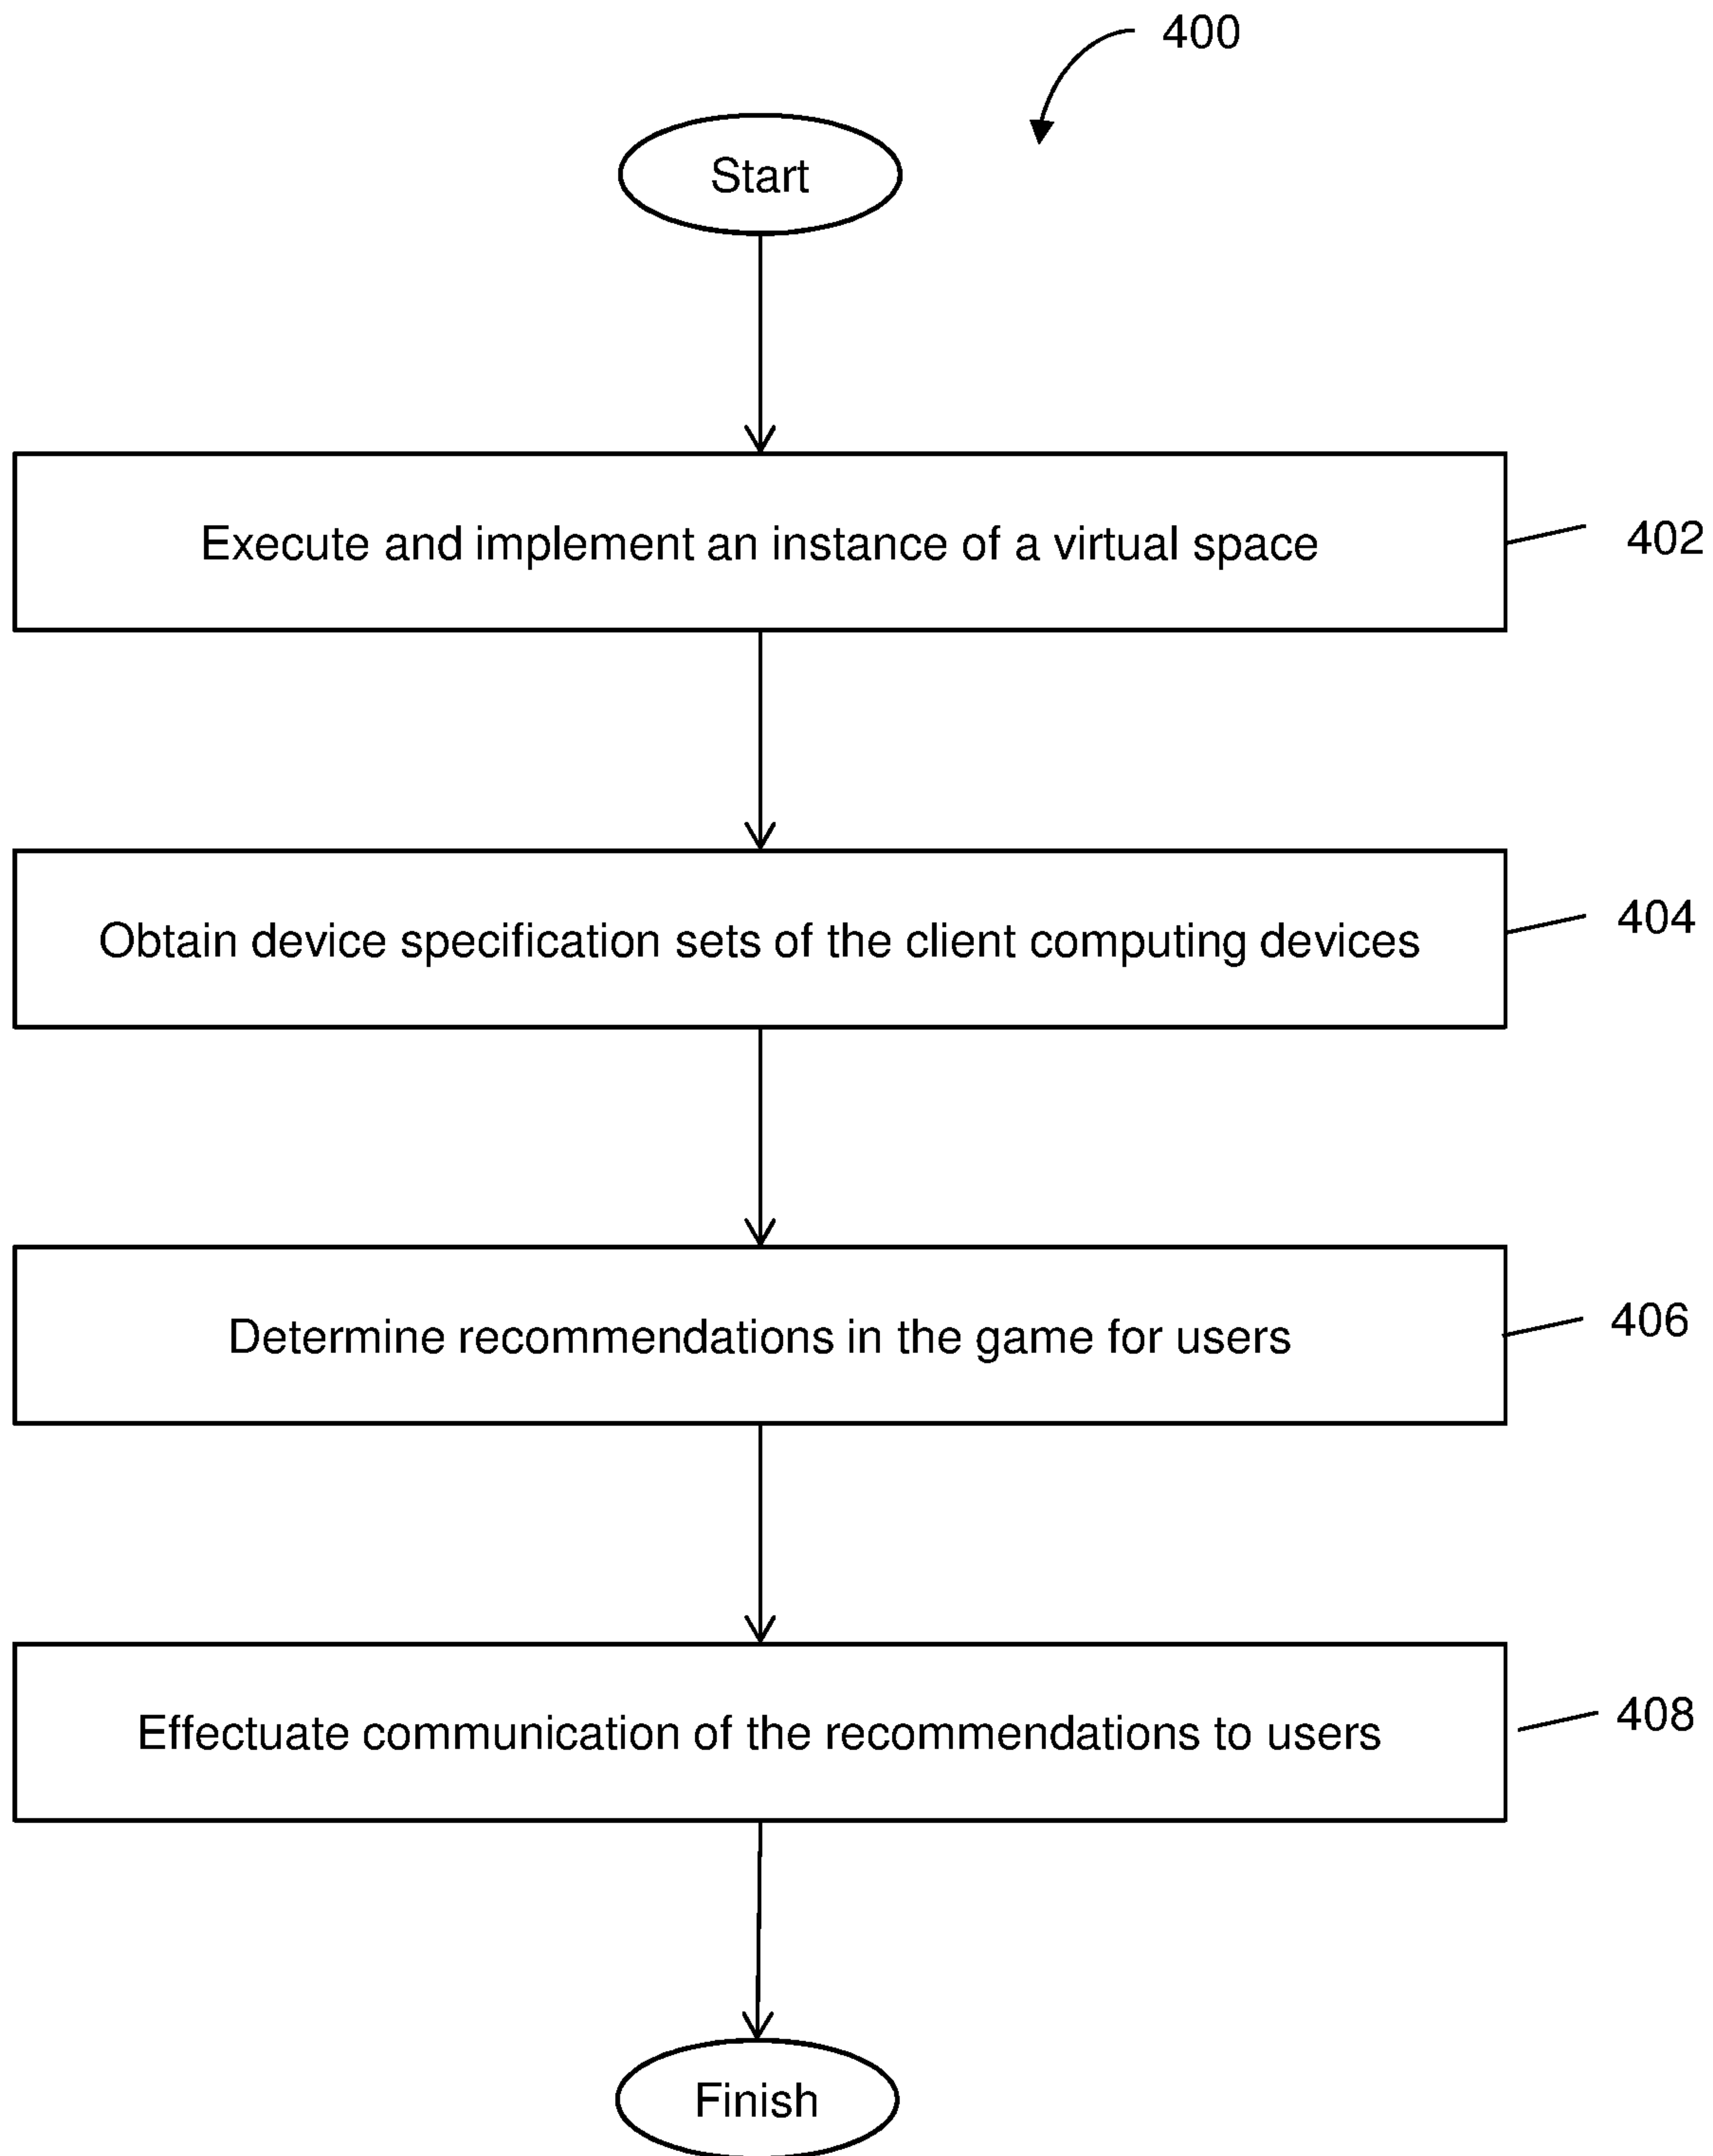 400
Start
Execute and implement an instance of a virtual space
402
Obtain device specification sets of the client computing devices
404
Determine recommendations in the game for users
406
Effectuate communication of the recommendations to users
408
Finish